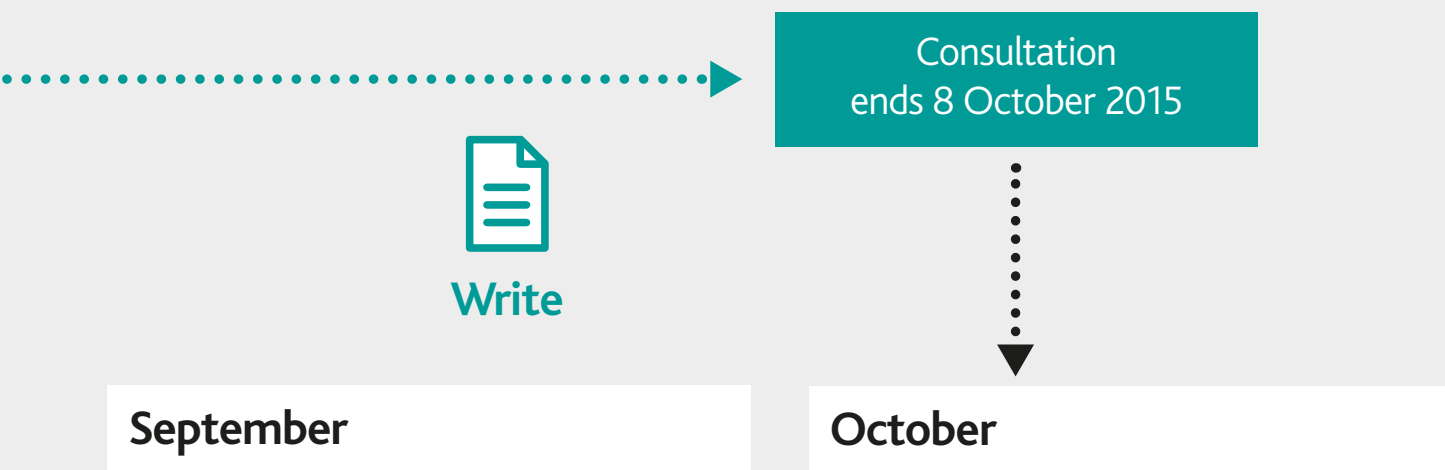 Consultation
ends 8 October 2015
Write
September
October